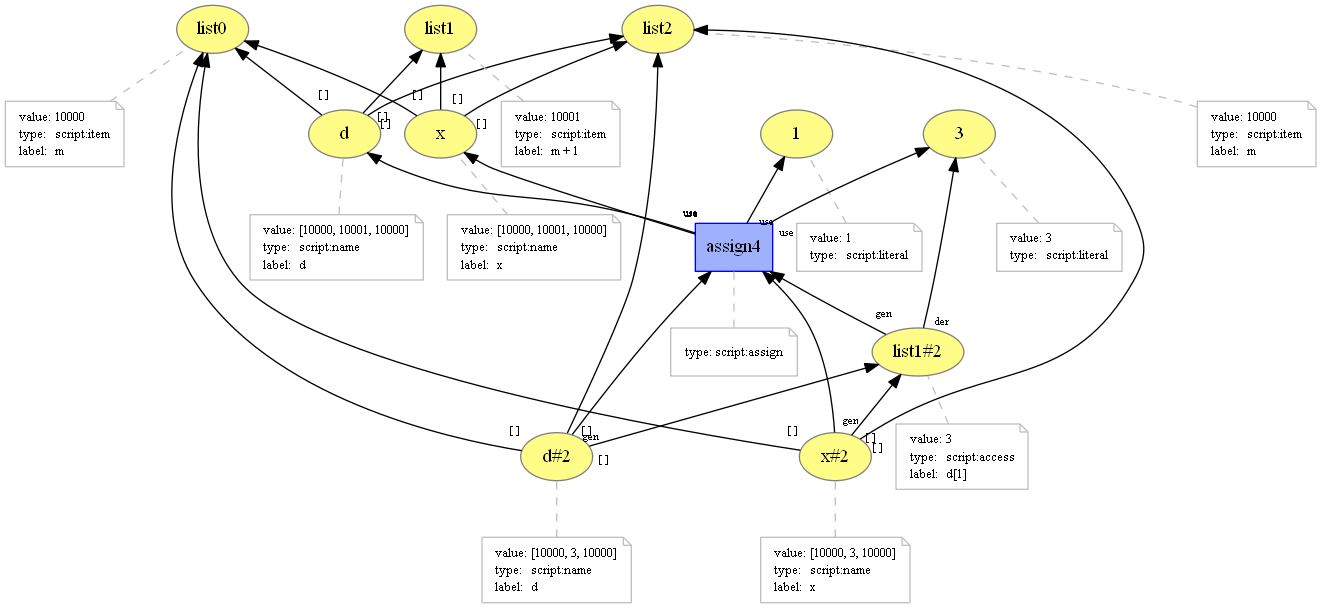 list0
list1
list2
[ ]
[ ]
[ ]
value: 10000
type: script:item
label: m
d
[ ]
[ ]
x
[ ]
value: 10001
type: script:item
label: m + 1
1
3
value: 10000
type: script:item
label: m
value: [10000, 10001, 10000]
type: script:name
label: d
value: [10000, 10001, 10000]
type: script:name
label: x
use
use
use
use
assign4
value: 1
type: script:literal
value: 3
type: script:literal
gen
der
type: script:assign
list1#2
[ ]
[ ]
gen
[ ]
gen
[ ]
[ ]
d#2
[ ]
x#2
value: 3
type: script:access
label: d[1]
value: [10000, 3, 10000]
type: script:name
label: d
value: [10000, 3, 10000]
type: script:name
label: x